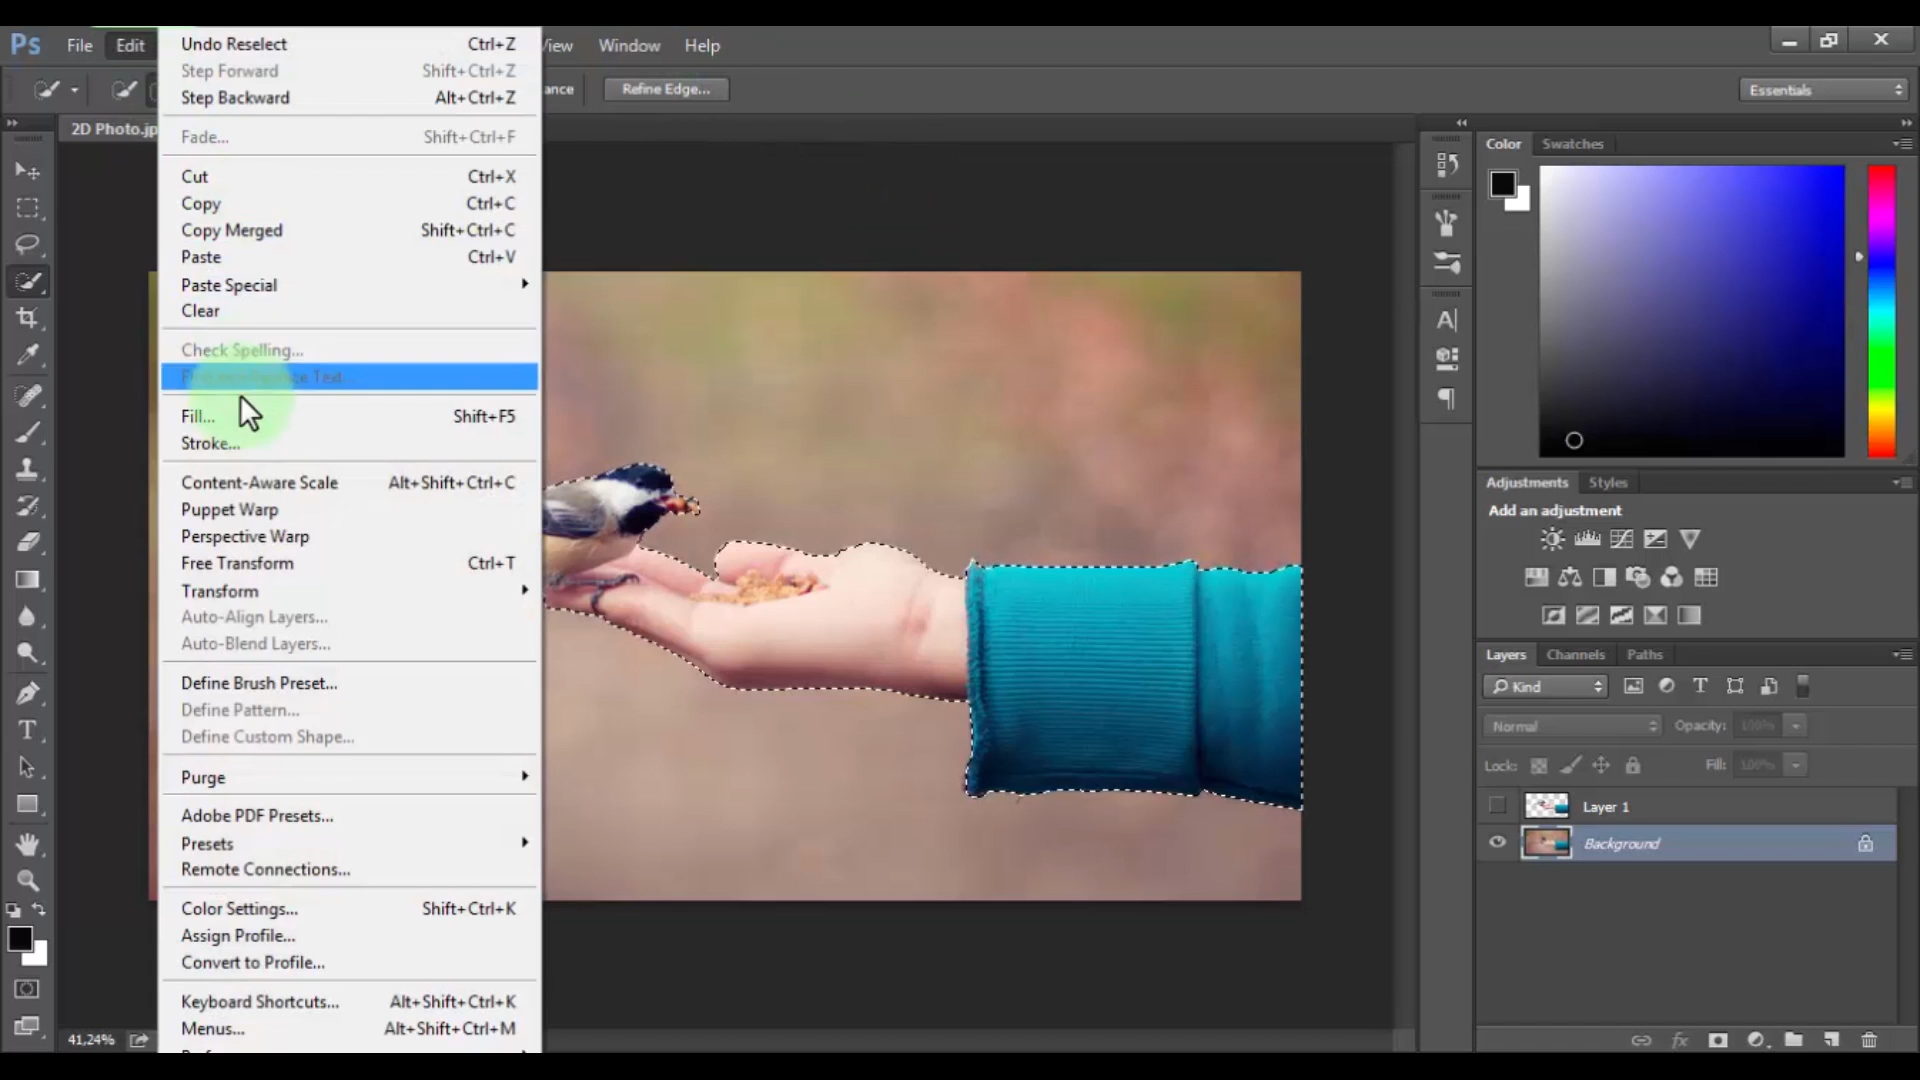 Ps File Edit View Window Help
Refine Edge...
Essentials
2D Photo.jp
Undo Reselect Ctrl+Z
Step Forward Shift+Ctrl+Z
Step Backward Alt+Ctrl+Z
Fade... Shift+Ctrl+F
Cut Ctrl+X
Copy Ctrl+C
Copy Merged Shift+Ctrl+C
Paste Ctrl+V
Paste Special
Clear
Check Spelling...
Fill... Shift+F5
Stroke...
Content-Aware Scale Alt+Shift+Ctrl+C
Puppet Warp
Perspective Warp
Free Transform Ctrl+T
Transform
Auto-Align Layers...
Auto-Blend Layers...
Define Brush Preset...
Define Pattern...
Define Custom Shape...
Purge
Adobe PDF Presets...
Presets
Remote Connections...
Color Settings... Shift+Ctrl+K
Assign Profile...
Convert to Profile...
Keyboard Shortcuts... Alt+Shift+Ctrl+K
Menus... Alt+Shift+Ctrl+M
41,24%
Color Swatches
Adjustments Styles
Add an adjustment
Layers Channels Paths
Kind
Normal Opacity: 100%
Lock: Fill: 100%
Layer 1
Background
fx